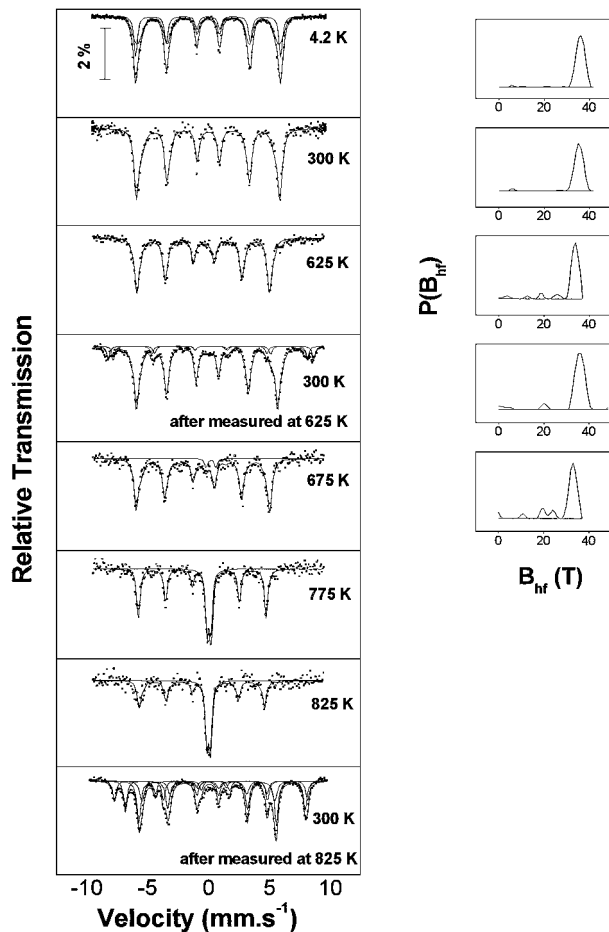 Relative Transmission
2 %
4.2 K
300 K
625 K
300 K
after measured at 625 K
675 K
775 K
825 K
300 K
after measured at 825 K
-10 -5 0 5 10
Velocity (mm.s⁻¹)
P(B_hf)
0 20 40
0 20 40
0 20 40
0 20 40
0 20 40
B_hf (T)